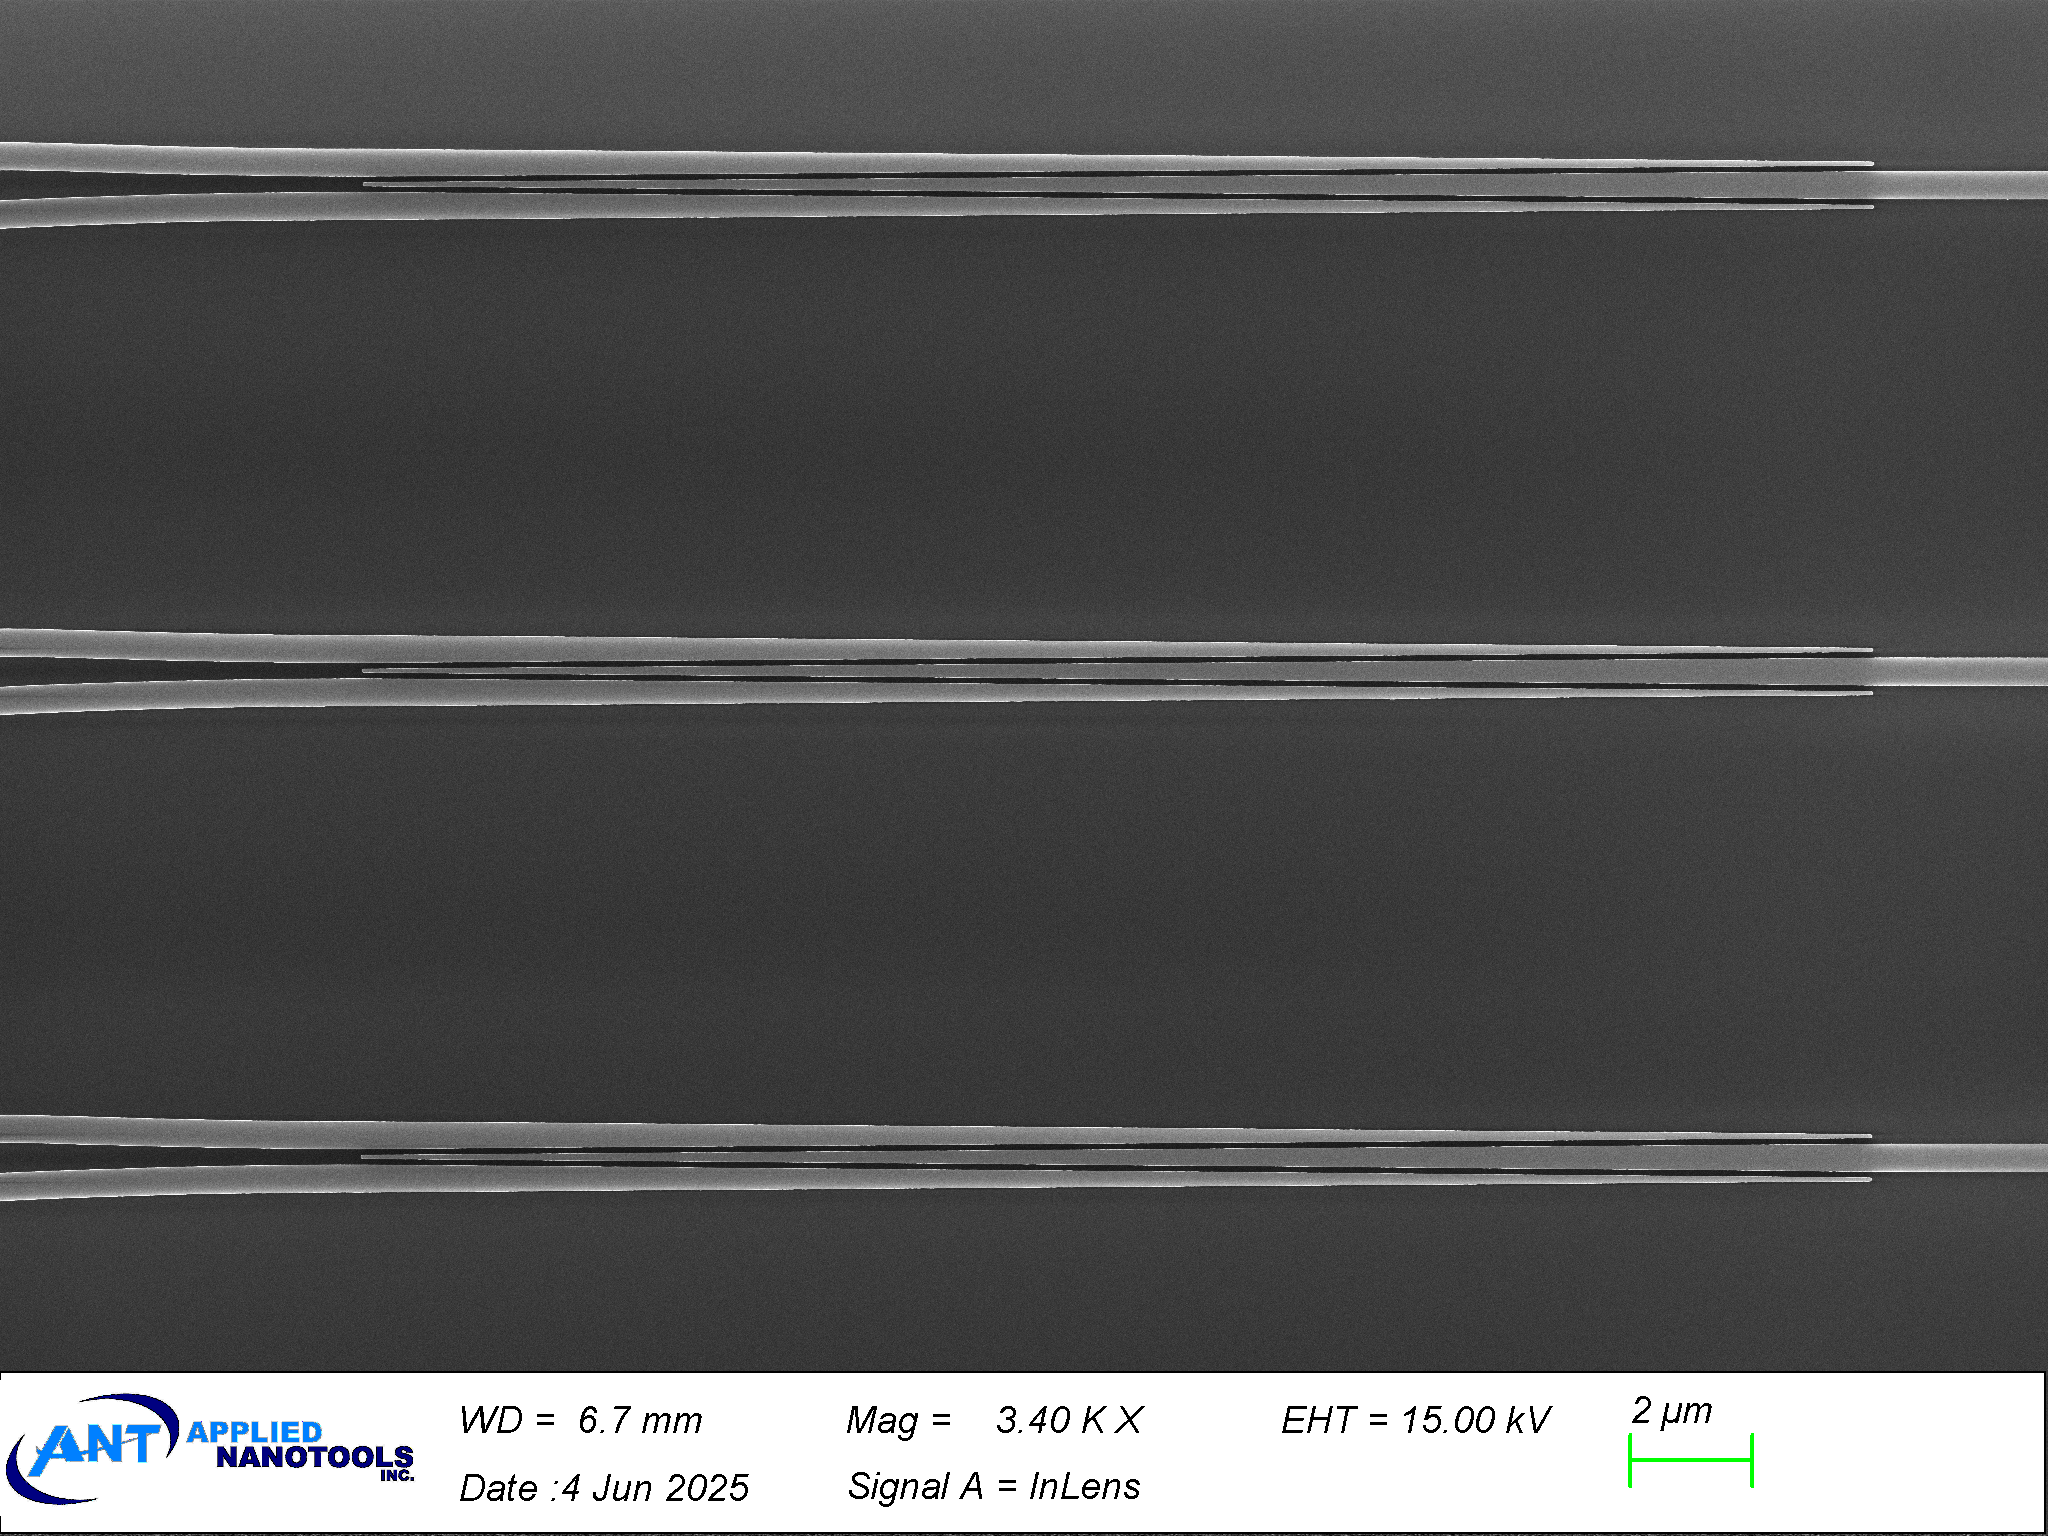 ANT APPLIED
NANOTOOLS
INC.
WD = 6.7 mm
Mag = 3.40 K X
EHT = 15.00 kV
2 µm
Date :4 Jun 2025
Signal A = InLens